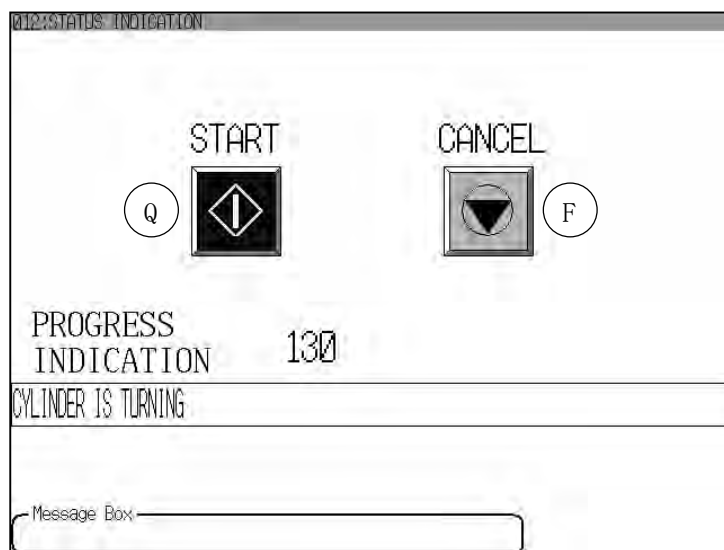 012:STATUS INDICATION
START CANCEL
Q F
PROGRESS
INDICATION 130
CYLINDER IS TURNING
Message Box